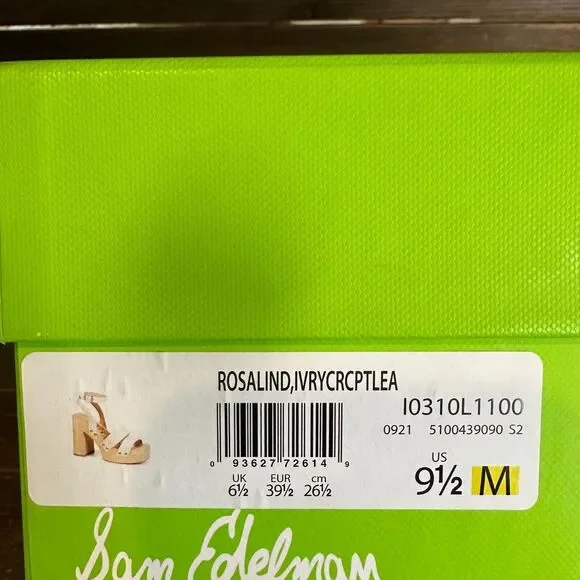 ROSALIND,IVRYCRCPTLEA
I0310L1100
0921 5100439090 S2
0 93627 72614 9
UK EUR cm
6½ 39½ 26½
US
9½ M
Sam Edelman